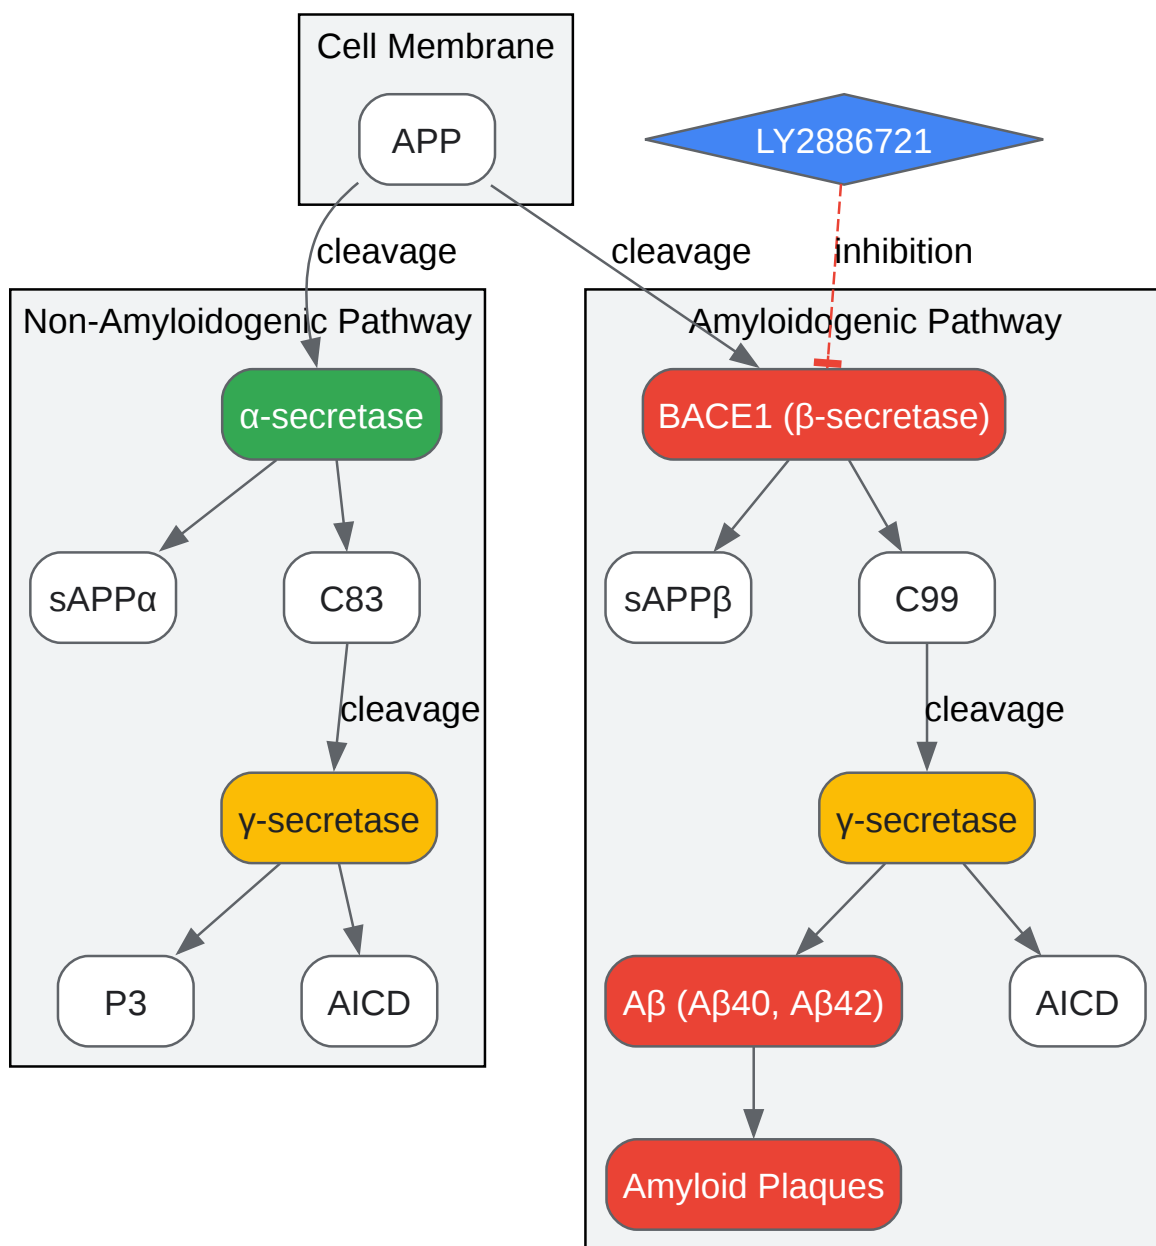 Cell Membrane
APP
LY2886721
cleavage
cleavage
inhibition
Non-Amyloidogenic Pathway
Amyloidogenic Pathway
α-secretase
BACE1 (β-secretase)
sAPPα
C83
sAPPβ
C99
cleavage
cleavage
γ-secretase
γ-secretase
P3
AICD
Aβ (Aβ40, Aβ42)
AICD
Amyloid Plaques